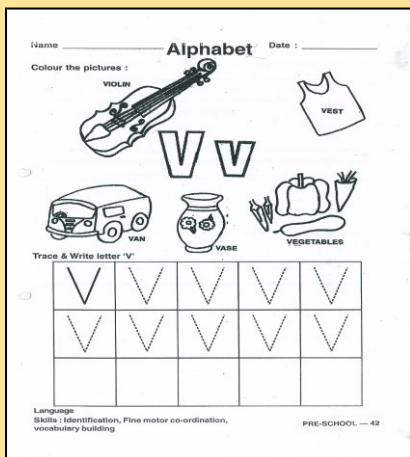 Name Alphabet Date :
Colour the pictures :
VIOLIN
VEST
V v
VAN
VASE
VEGETABLES
Trace & Write letter 'V'
V V V V V
V V V V V
Language
Skills : Identification, Fine motor co-ordination,
vocabulary building
PRE-SCHOOL — 42